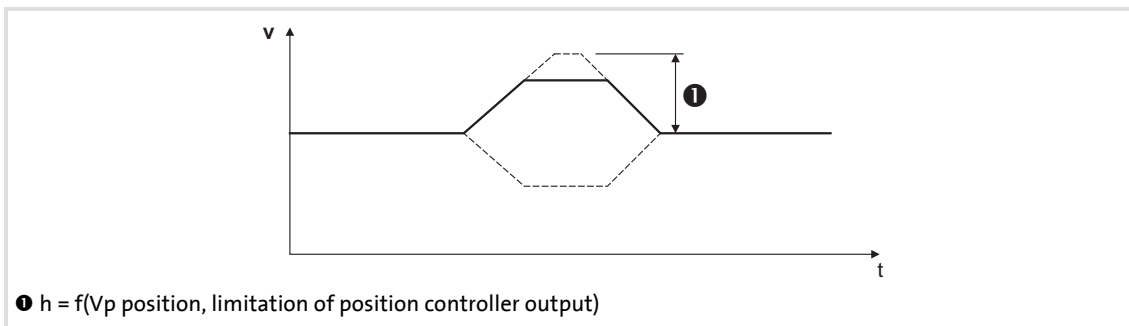 v
❶
t
❶ h = f(Vp position, limitation of position controller output)